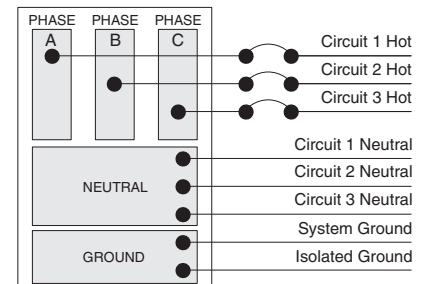 PHASE PHASE PHASE
A B C
Circuit 1 Hot
Circuit 2 Hot
Circuit 3 Hot
Circuit 1 Neutral
NEUTRAL
Circuit 2 Neutral
Circuit 3 Neutral
System Ground
GROUND
Isolated Ground